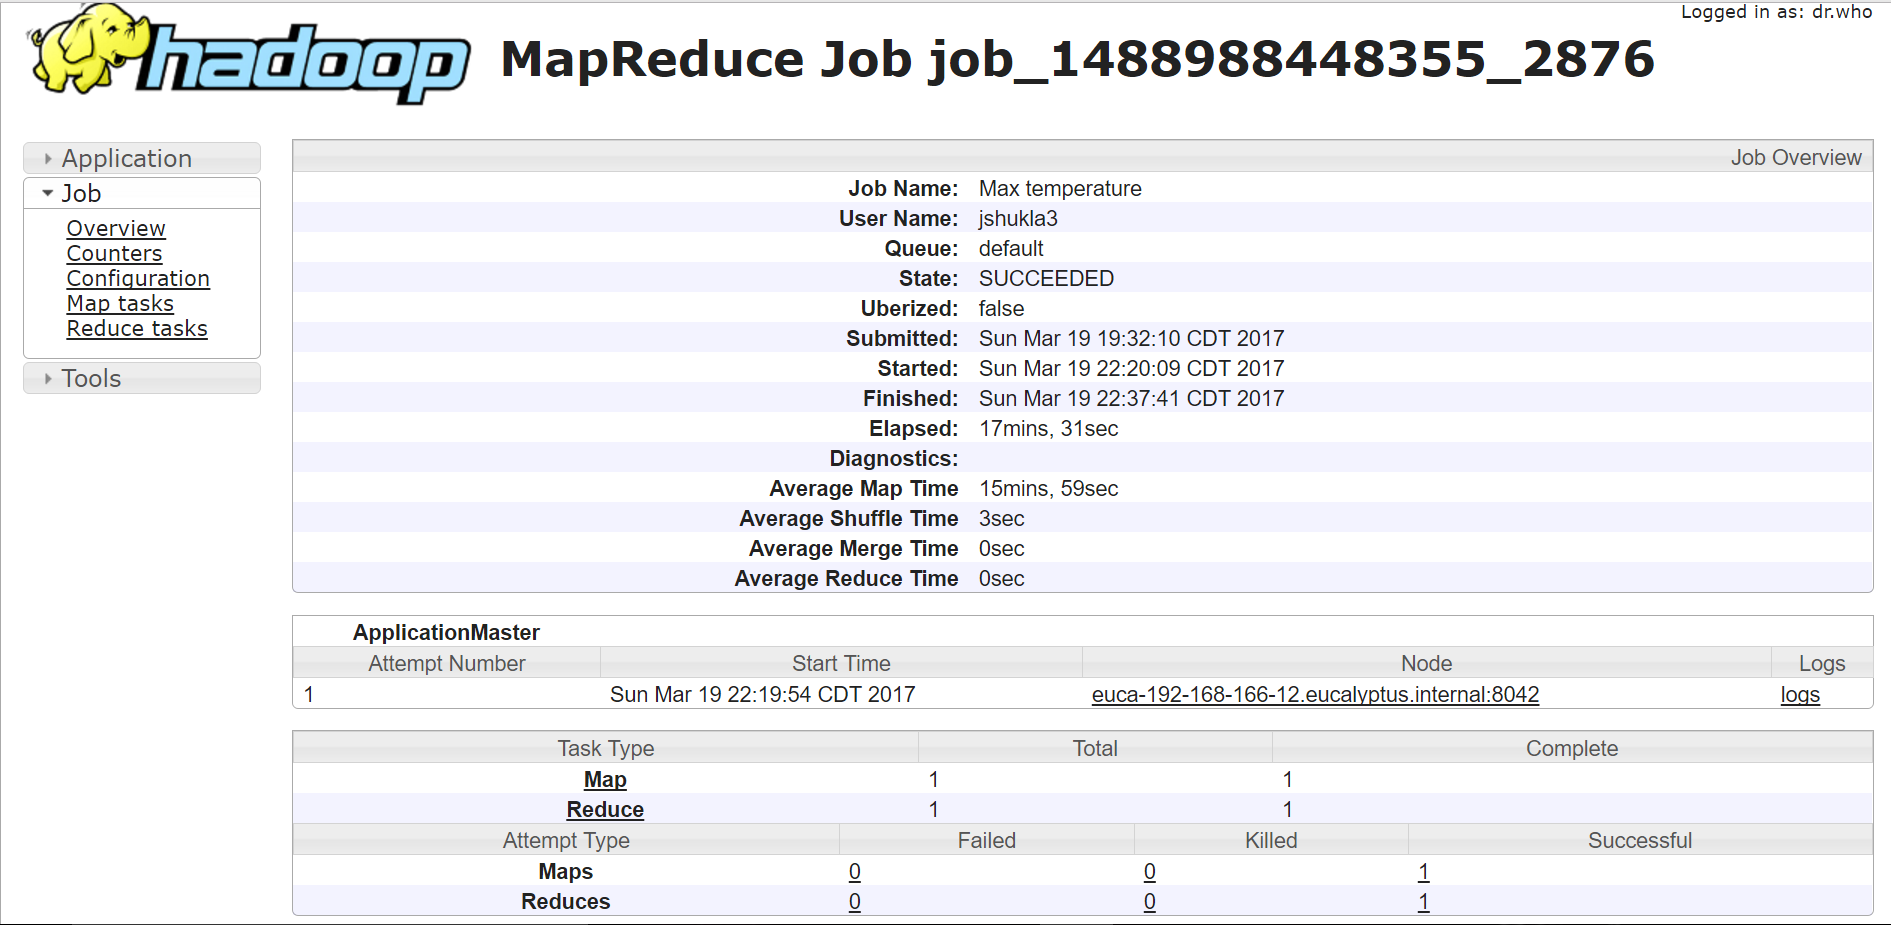 Logged in as: dr.who
hadoop
MapReduce Job job_1488988448355_2876
Application
Job
Overview
Counters
Configuration
Map tasks
Reduce tasks
Tools
Job Overview
Job Name: Max temperature
User Name: jshukla3
Queue: default
State: SUCCEEDED
Uberized: false
Submitted: Sun Mar 19 19:32:10 CDT 2017
Started: Sun Mar 19 22:20:09 CDT 2017
Finished: Sun Mar 19 22:37:41 CDT 2017
Elapsed: 17mins, 31sec
Diagnostics:
Average Map Time 15mins, 59sec
Average Shuffle Time 3sec
Average Merge Time 0sec
Average Reduce Time 0sec
ApplicationMaster
Attempt Number Start Time Node Logs
1 Sun Mar 19 22:19:54 CDT 2017 euca-192-168-166-12.eucalyptus.internal:8042 logs
Task Type Total Complete
Map 1 1
Reduce 1 1
Attempt Type Failed Killed Successful
Maps 0 0 1
Reduces 0 0 1